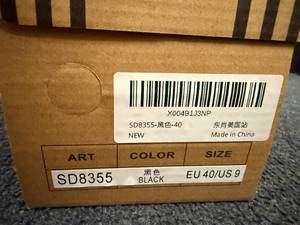 X004B1J3NP
SD8355-黑色-40 东尚美国站
NEW Made in China
ART COLOR SIZE
SD8355 黑色 BLACK EU 40/US 9